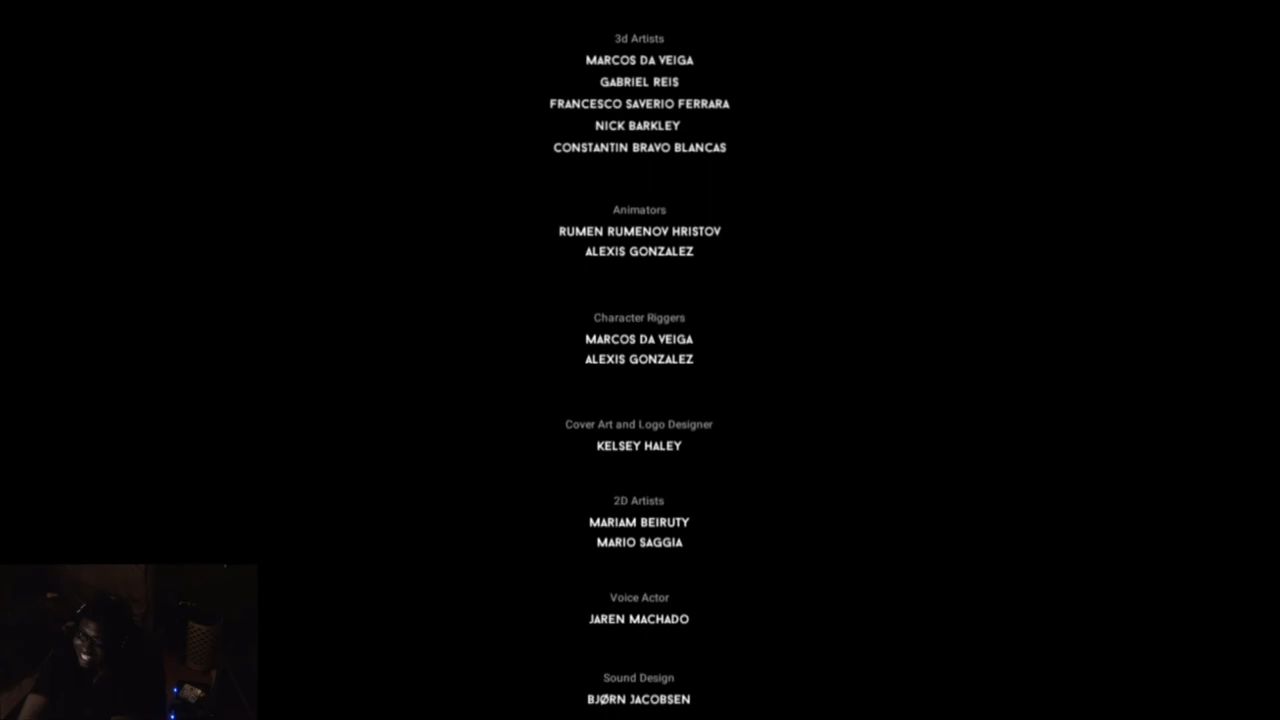 3d Artists
MARCOS DA VEIGA
GABRIEL REIS
FRANCESCO SAVERIO FERRARA
NICK BARKLEY
CONSTANTIN BRAVO BLANCAS
Animators
RUMEN RUMENOV HRISTOV
ALEXIS GONZALEZ
Character Riggers
MARCOS DA VEIGA
ALEXIS GONZALEZ
Cover Art and Logo Designer
KELSEY HALEY
2D Artists
MARIAM BEIRUTY
MARIO SAGGIA
Voice Actor
JAREN MACHADO
Sound Design
BJØRN JACOBSEN